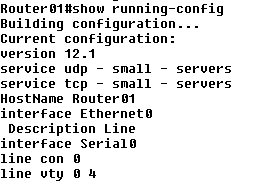 Router01#show running-config
Building configuration...
Current configuration:
version 12.1
service udp - small - servers
service tcp - small - servers
HostName Router01
interface Ethernet0
 Description Line
interface Serial0
line con 0
line vty 0 4